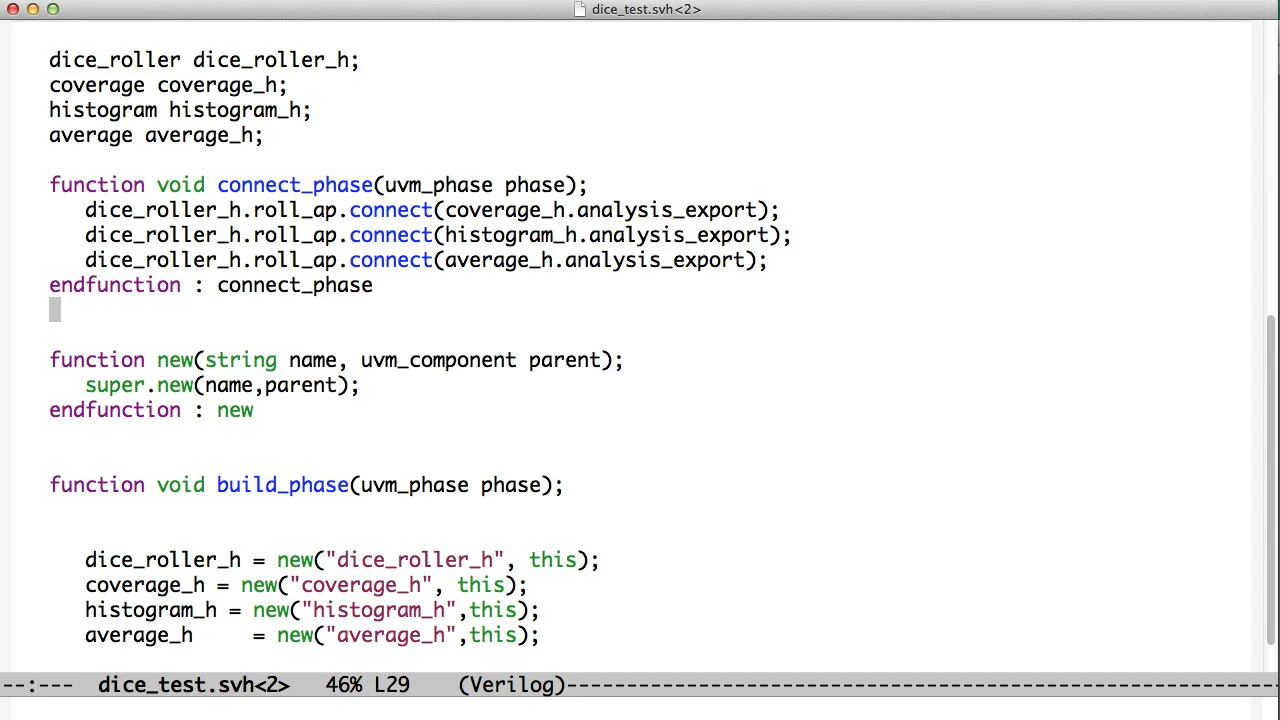 dice_test.svh<2>
dice_roller dice_roller_h;
coverage coverage_h;
histogram histogram_h;
average average_h;
function void connect_phase(uvm_phase phase);
dice_roller_h.roll_ap.connect(coverage_h.analysis_export);
dice_roller_h.roll_ap.connect(histogram_h.analysis_export);
dice_roller_h.roll_ap.connect(average_h.analysis_export);
endfunction : connect_phase
function new(string name, uvm_component parent);
super.new(name,parent);
endfunction : new
function void build_phase(uvm_phase phase);
dice_roller_h = new("dice_roller_h", this);
coverage_h = new("coverage_h", this);
histogram_h = new("histogram_h",this);
average_h     = new("average_h",this);
--:---  dice_test.svh<2>   46% L29    (Verilog)-----------------------------------------------------------